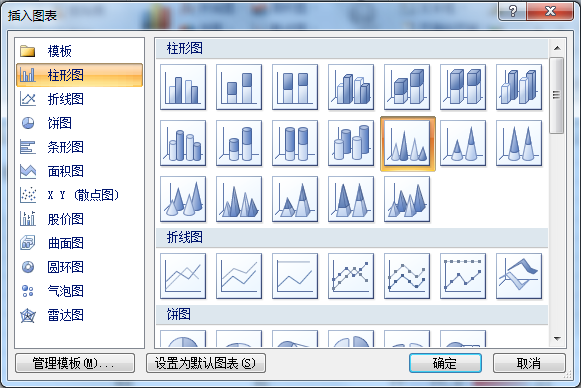 插入图表
模板
柱形图
折线图
饼图
条形图
面积图
X Y (散点图)
股价图
曲面图
圆环图
气泡图
雷达图
柱形图
折线图
饼图
管理模板(M)...
设置为默认图表(S)
确定
取消